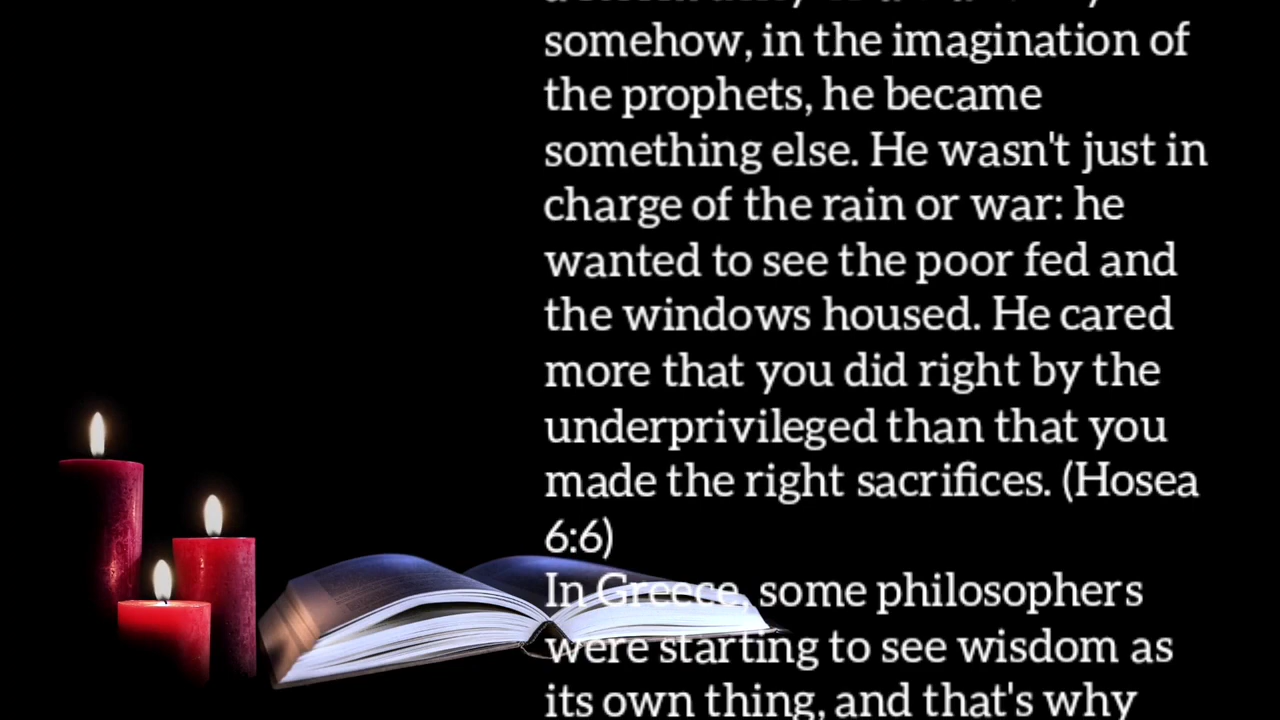 somehow, in the imagination of
the prophets, he became
something else. He wasn't just in
charge of the rain or war: he
wanted to see the poor fed and
the windows housed. He cared
more that you did right by the
underprivileged than that you
made the right sacrifices. (Hosea
6:6)
In Greece, some philosophers
were starting to see wisdom as
its own thing, and that's why